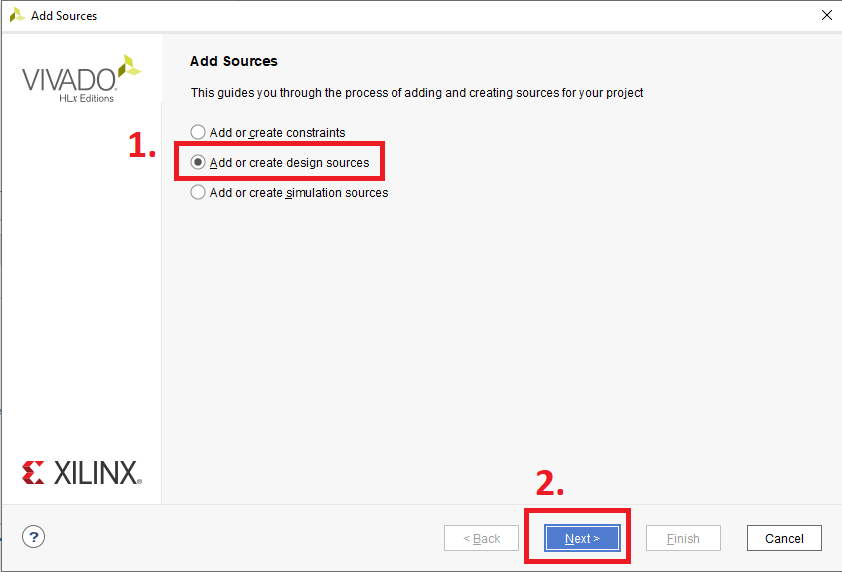 Add Sources
VIVADO.
HLx Editions
Add Sources
This guides you through the process of adding and creating sources for your project
Add or create constraints
1.
Add or create design sources
Add or create simulation sources
XILINX®
2.
?
< Back
Next >
Finish
Cancel